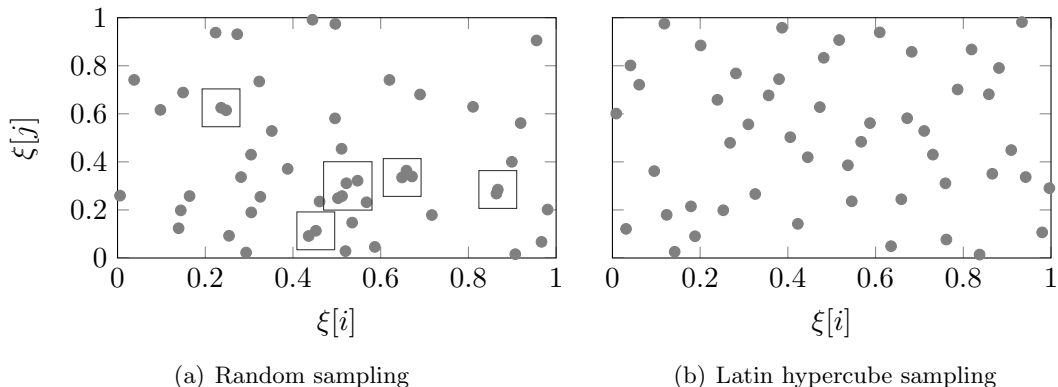 1
0.8
0.6
0.4
0.2
0
ξ[j]
0 0.2 0.4 0.6 0.8 1
ξ[i]
(a) Random sampling
0 0.2 0.4 0.6 0.8 1
ξ[i]
(b) Latin hypercube sampling